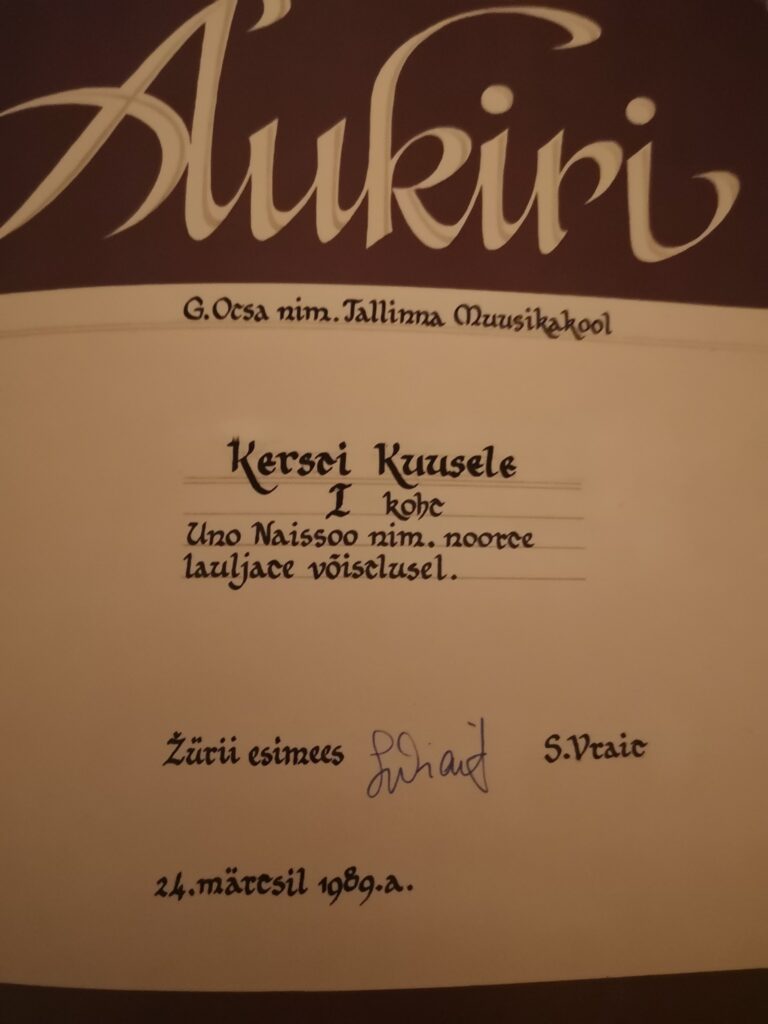 Aukiri
G.Otsa nim. Tallinna Muusikakool
Kersti Kuusele
I koht
Uno Naissoo nim. noorte
lauljate võistlusel.
Žürii esimees S.Vrait
24. märtsil 1989.a.